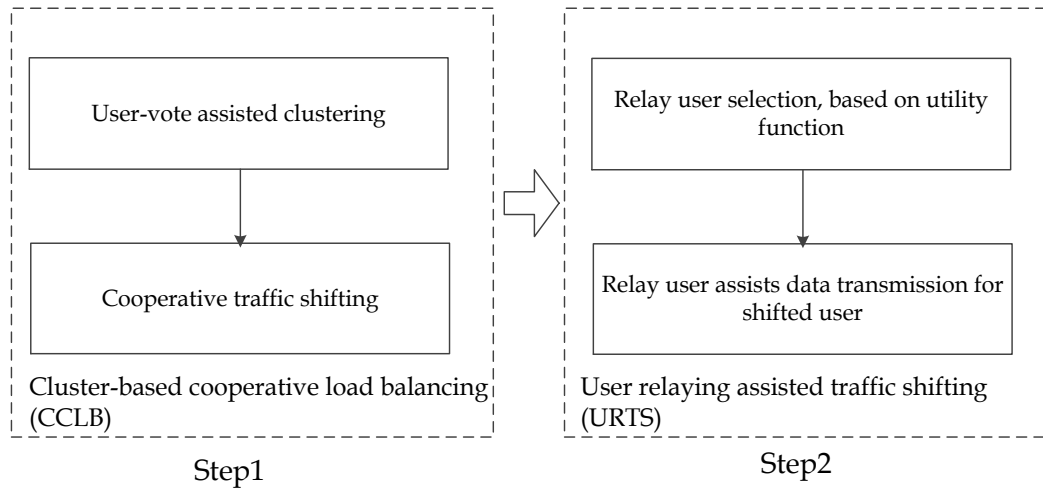 User-vote assisted clustering
Cooperative traffic shifting
Cluster-based cooperative load balancing
(CCLB)
Step1
Relay user selection, based on utility
function
Relay user assists data transmission for
shifted user
User relaying assisted traffic shifting
(URTS)
Step2